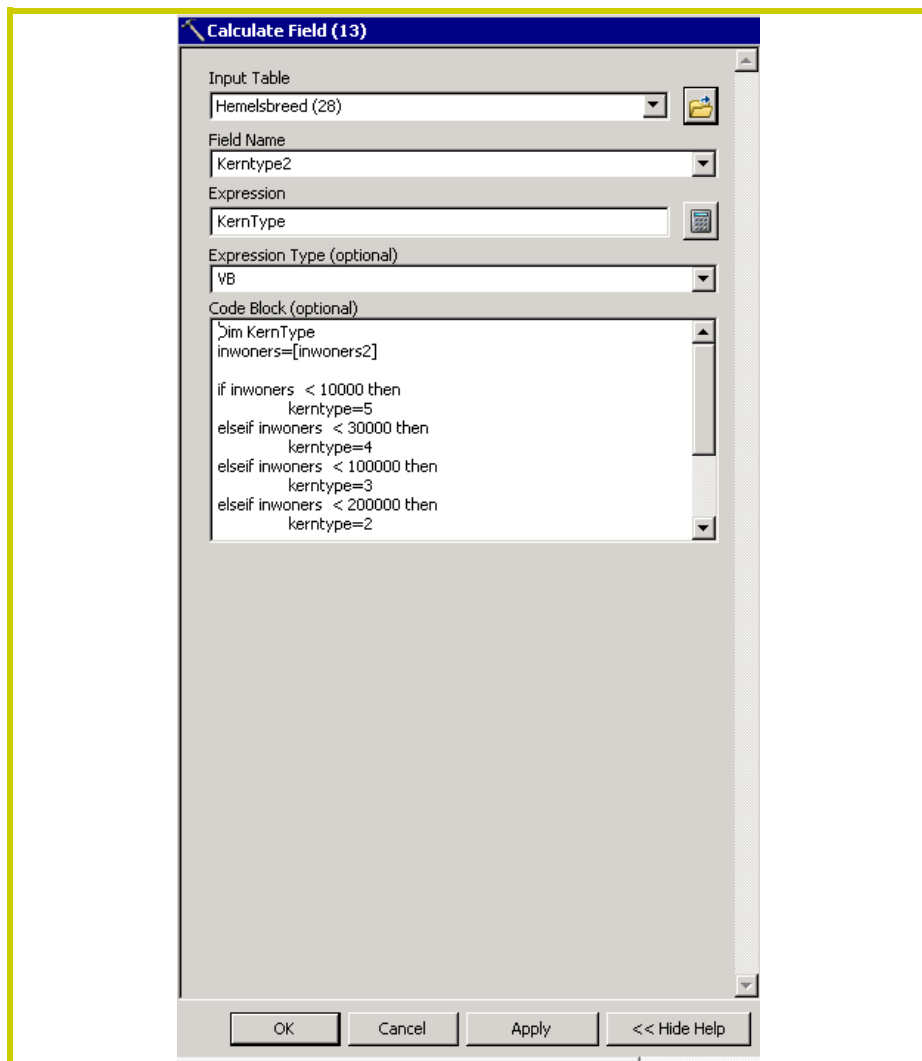 Calculate Field (13)
Input Table
Hemelsbreed (28)
Field Name
Kerntype2
Expression
KernType
Expression Type (optional)
VB
Code Block (optional)
Dim KernType
inwoners=[inwoners2]
if inwoners < 10000 then
kerntype=5
elseif inwoners < 30000 then
kerntype=4
elseif inwoners < 100000 then
kerntype=3
elseif inwoners < 200000 then
kerntype=2
OK Cancel Apply << Hide Help